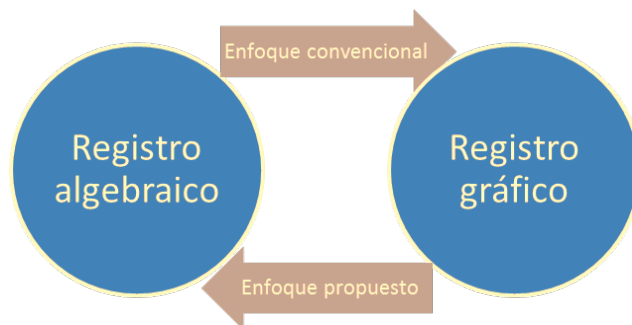 Enfoque convencional
Registro
algebraico
Registro
gráfico
Enfoque propuesto